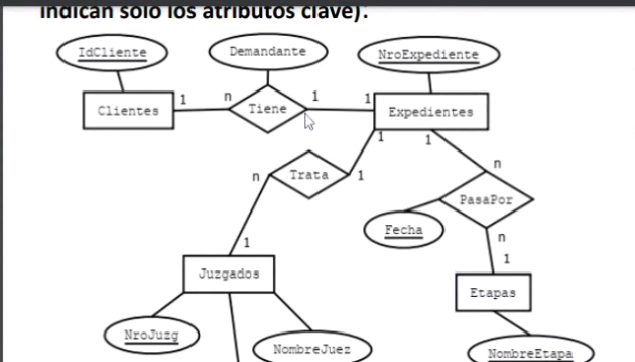 indican solo los atributos clave):
IdCliente
Demandante
NroExpediente
Clientes
1
n
Tiene
1
1
Expedientes
1
1
n
Trata
1
n
PasaPor
Fecha
n
1
Juzgados
1
Etapas
NroJuzg
NombreJuez
NombreEtapa